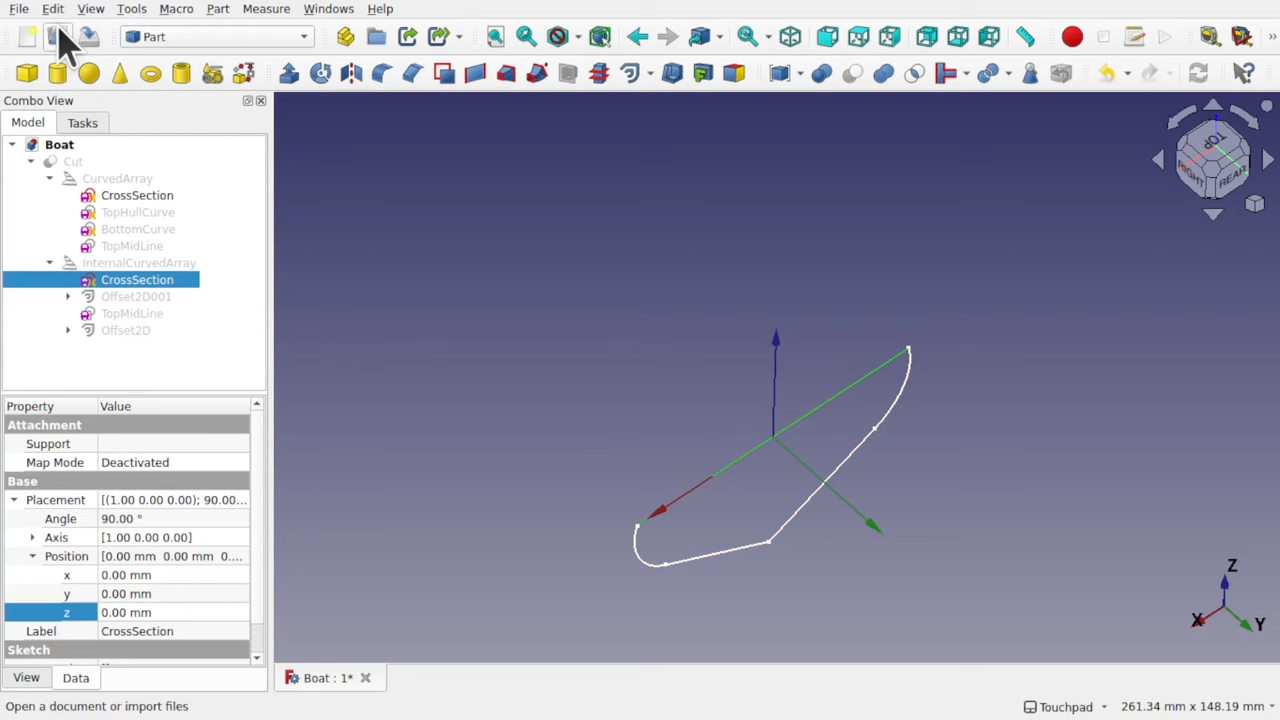 File Edit View Tools Macro Part Measure Windows Help
Part
Combo View
Model Tasks
Boat
Cut
CurvedArray
CrossSection
TopHullCurve
BottomCurve
TopMidLine
InternalCurvedArray
CrossSection
Offset2D001
TopMidLine
Offset2D
TOP
RIGHT
REAR
Property Value
Attachment
Support
Map Mode Deactivated
Base
Placement [(1.00 0.00 0.00); 90.00...
Angle 90.00 °
Axis [1.00 0.00 0.00]
Position [0.00 mm 0.00 mm 0....
x 0.00 mm
y 0.00 mm
z 0.00 mm
Label CrossSection
Sketch
Z
X
Y
View Data
Boat : 1*
Open a document or import files
Touchpad 261.34 mm x 148.19 mm